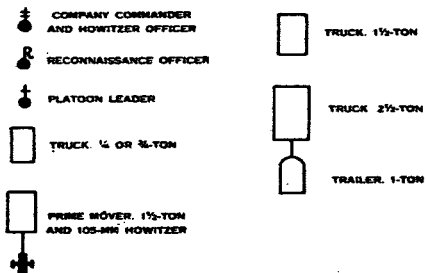 COMPANY COMMANDER
AND HOWITZER OFFICER
R
RECONNAISSANCE OFFICER
PLATOON LEADER
TRUCK. ¼ OR ¾-TON
PRIME MOVER. 1½-TON
AND 105-MM HOWITZER
TRUCK. 1½-TON
TRUCK 2½-TON
TRAILER. 1-TON